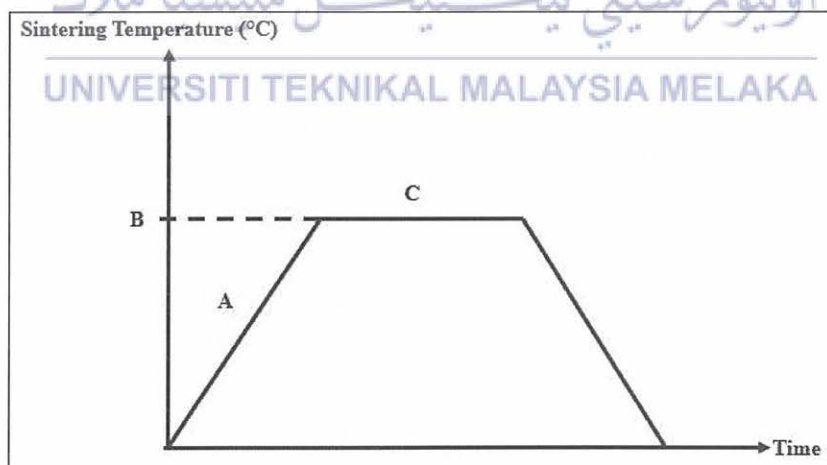 Sintering Temperature (°C)
UNIVERSITI TEKNIKAL MALAYSIA MELAKA
C
B
A
Time